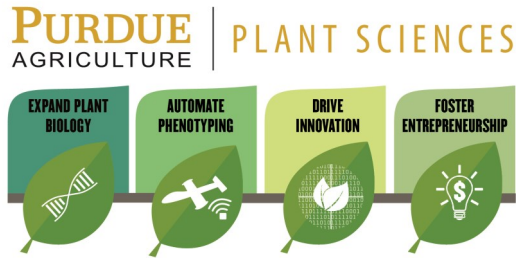 PURDUE
AGRICULTURE
PLANT SCIENCES
EXPAND PLANT
BIOLOGY
AUTOMATE
PHENOTYPING
DRIVE
INNOVATION
FOSTER
ENTREPRENEURSHIP
$